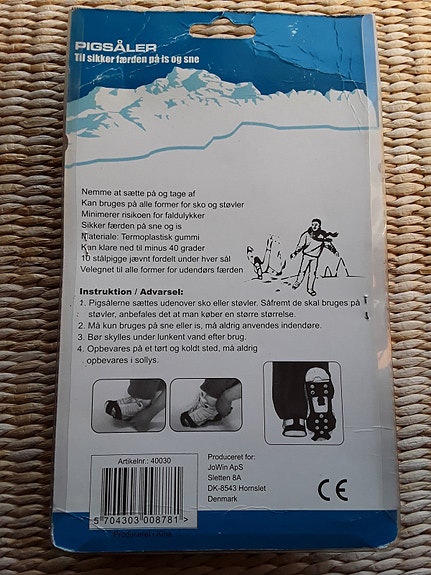 PIGSÅLER
Til sikker færden på is og sne
Nemme at sætte på og tage af
Kan bruges på alle former for sko og støvler
Minimerer risikoen for faldulykker
Sikker færden på sne og is
Materiale: Termoplastisk gummi
Kan klare ned til minus 40 grader
10 stålpigge jævnt fordelt under hver sål
Velegnet til alle former for udendørs færden
Instruktion / Advarsel:
1. Pigsålerne sættes udenover sko eller støvler. Såfremt de skal bruges på
støvler, anbefales det at man køber en større størrelse.
2. Må kun bruges på sne eller is, må aldrig anvendes indendøre.
3. Bør skylles under lunkent vand efter brug.
4. Opbevares på et tørt og koldt sted, må aldrig
opbevares i sollys.
Artikelnr.: 40030
5 704303 008781 >
Produceret i Kina
Produceret for:
JoWin ApS
Sletten 8A
DK-8543 Hornslet
Denmark
CE